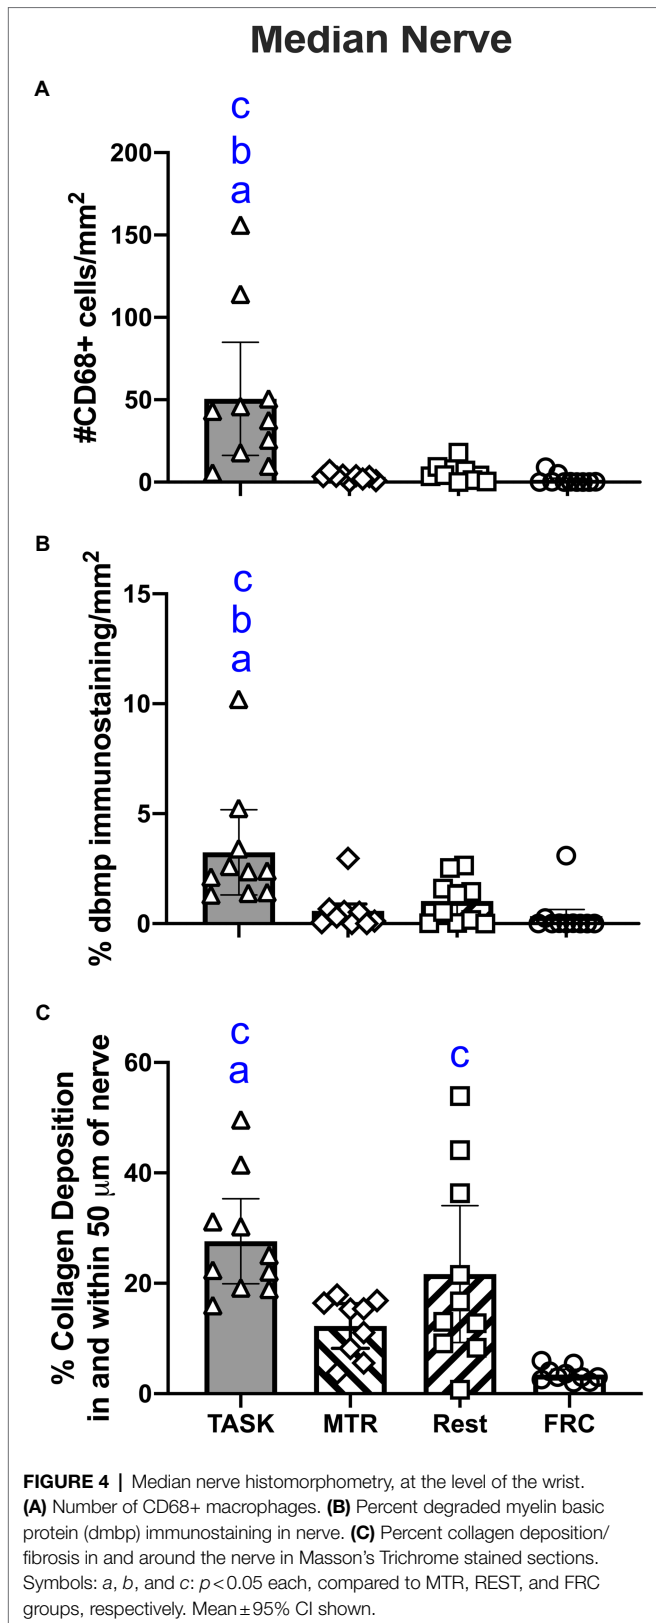 Median Nerve
A
c
b
a
#CD68+ cells/mm2
200
150
100
50
0
B
c
b
a
% dbmp immunostaining/mm2
15
10
5
0
C
c
a
c
% Collagen Deposition
in and within 50 μm of nerve
60
40
20
0
TASK MTR Rest FRC
FIGURE 4 | Median nerve histomorphometry, at the level of the wrist.
(A) Number of CD68+ macrophages. (B) Percent degraded myelin basic
protein (dmbp) immunostaining in nerve. (C) Percent collagen deposition/
fibrosis in and around the nerve in Masson's Trichrome stained sections.
Symbols: a, b, and c: p<0.05 each, compared to MTR, REST, and FRC
groups, respectively. Mean±95% CI shown.